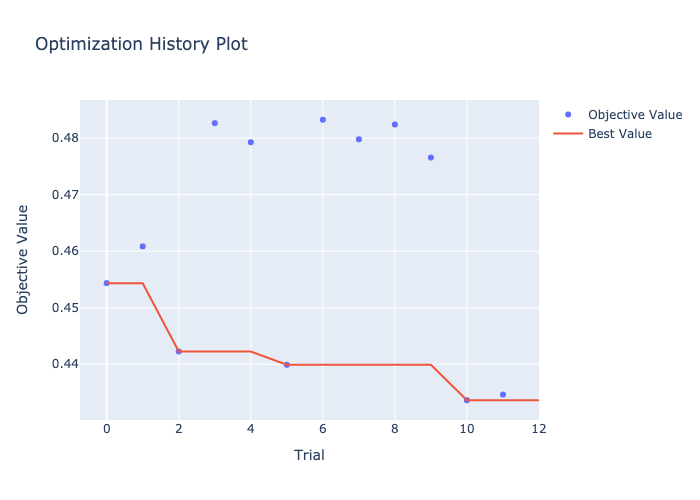 Optimization History Plot
Objective Value
Best Value
0.48
0.47
0.46
0.45
0.44
Objective Value
0 2 4 6 8 10 12
Trial